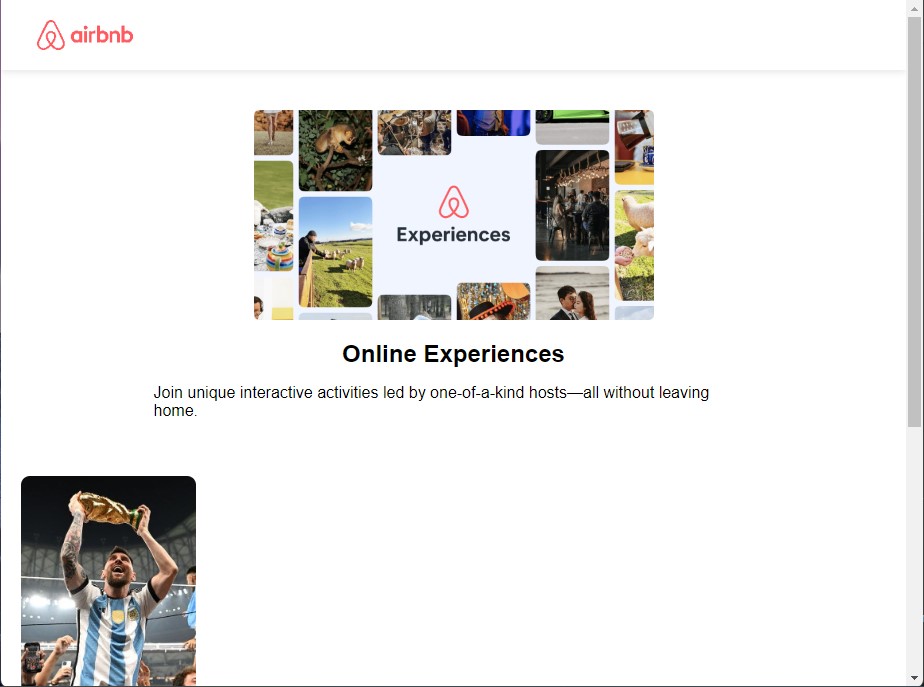 airbnb
Experiences
Online Experiences
Join unique interactive activities led by one-of-a-kind hosts—all without leaving
home.